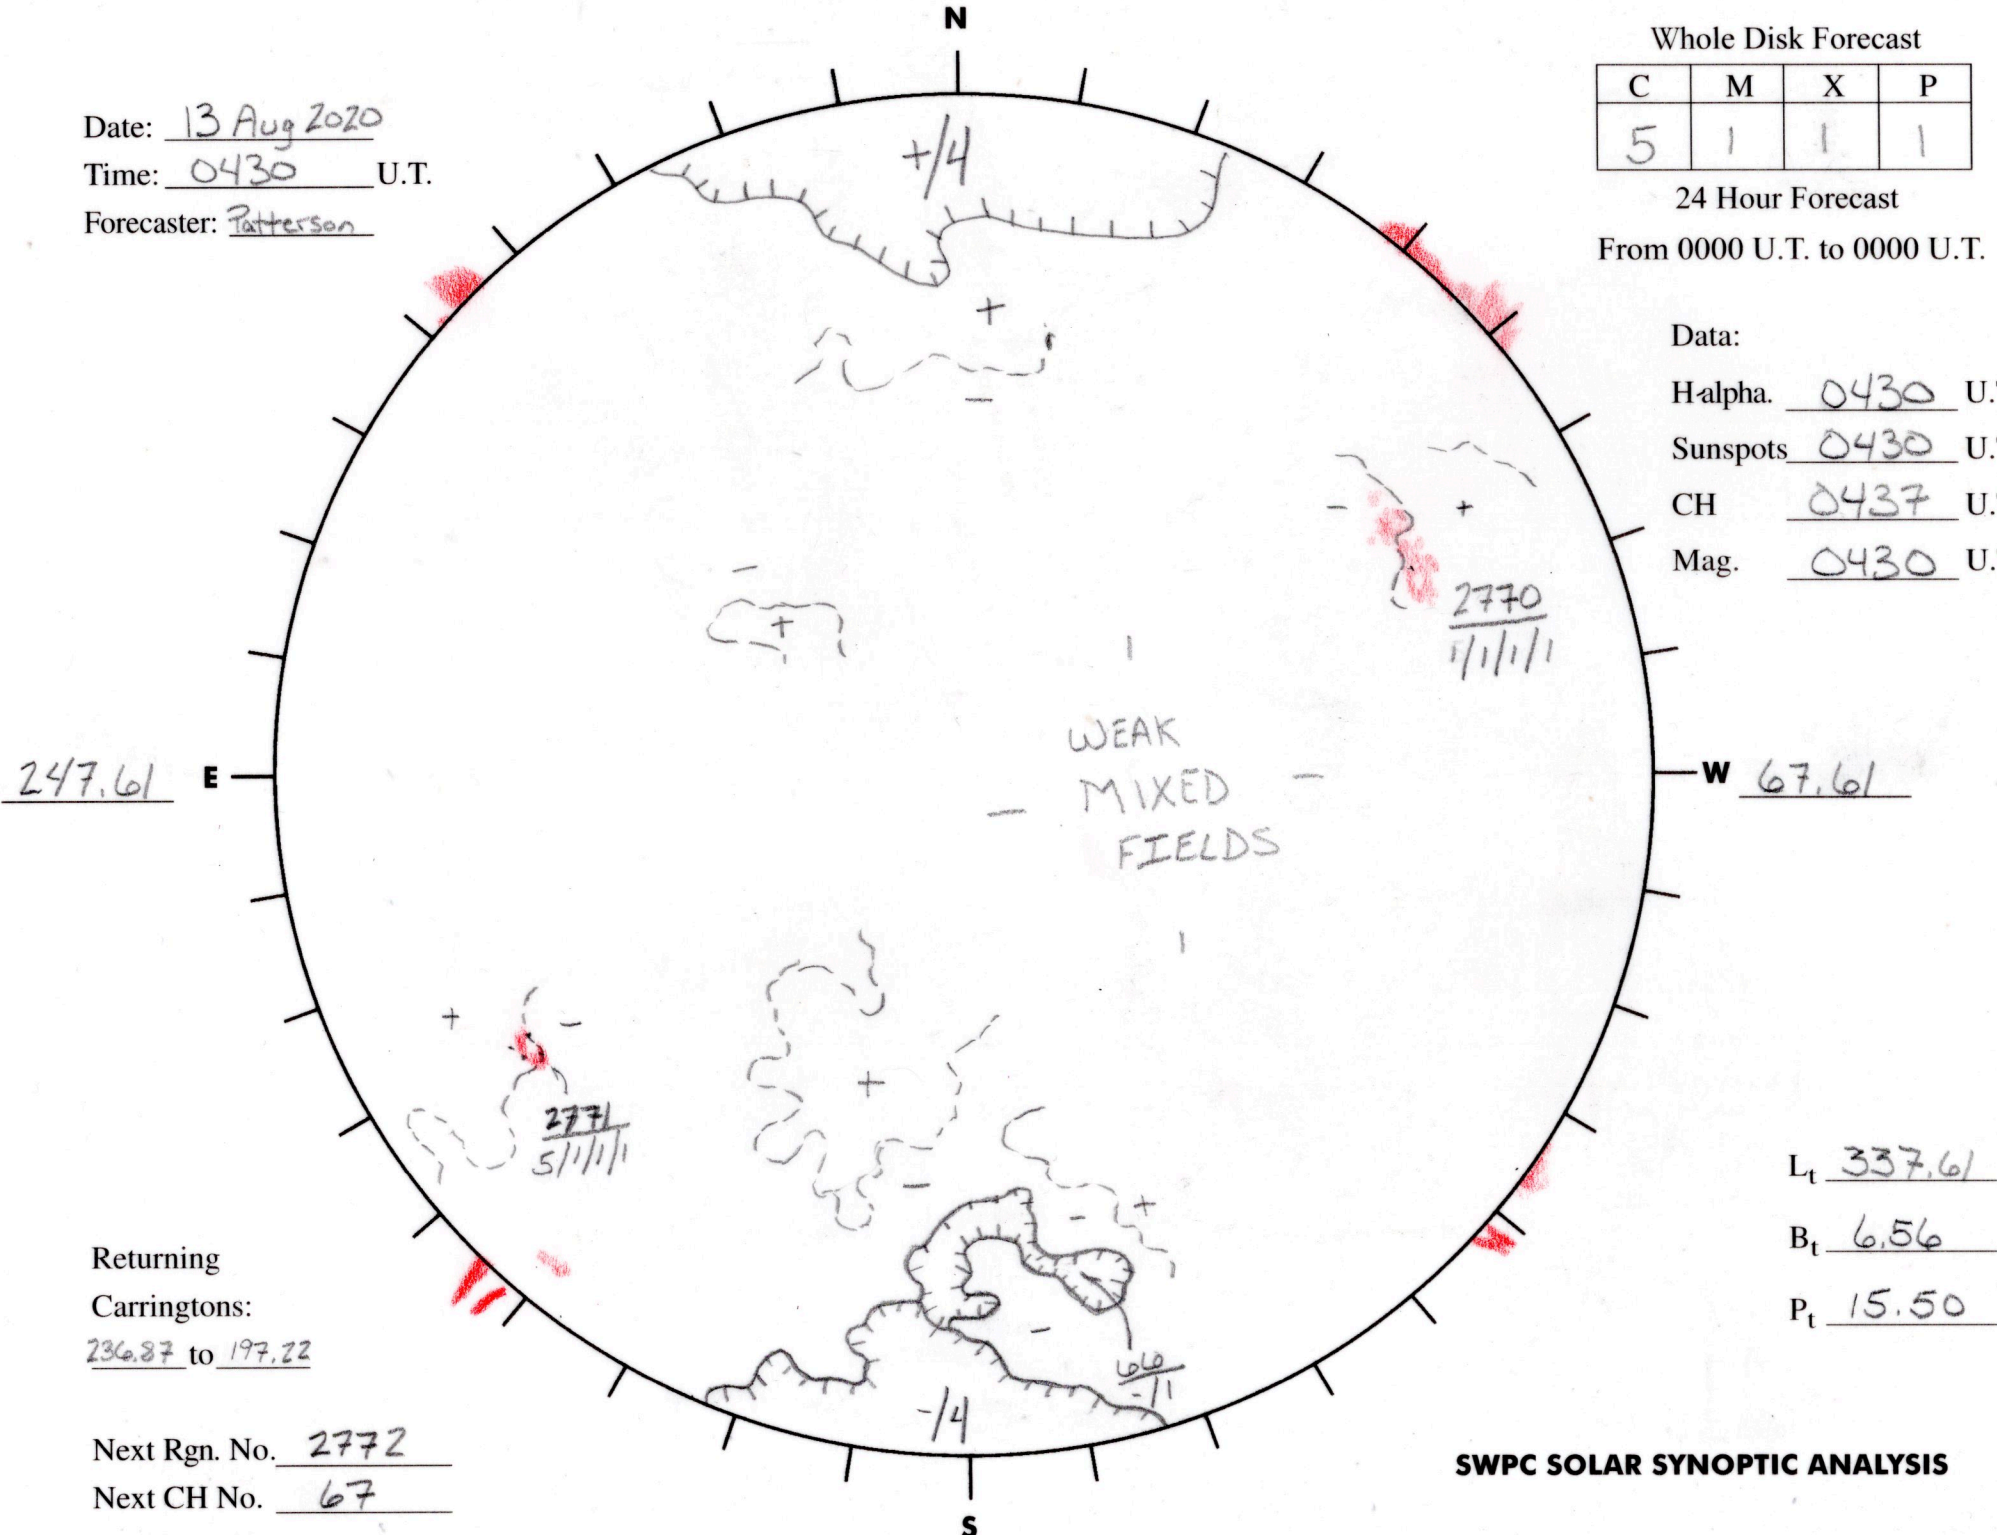 N
Whole Disk Forecast
C M X P
5 1 1 1
24 Hour Forecast
From 0000 U.T. to 0000 U.T.
Date: 13 Aug 2020
Time: 0430 U.T.
Forecaster: Patterson
+/4
+
-
Data:
H-alpha. 0430 U.
Sunspots 0430 U.
CH 0437 U.
Mag. 0430 U.
- +
2770
1/1/1/1
-
+
WEAK
MIXED
FIELDS
247.61 E
W 67.61
+ -
2771
5/1/1/1
+
-
- +
-
66
-/1
-/4
Lt 337.61
Bt 6.56
Pt 15.50
Returning
Carringtons:
236.87 to 197.22
Next Rgn. No. 2772
Next CH No. 67
SWPC SOLAR SYNOPTIC ANALYSIS
S